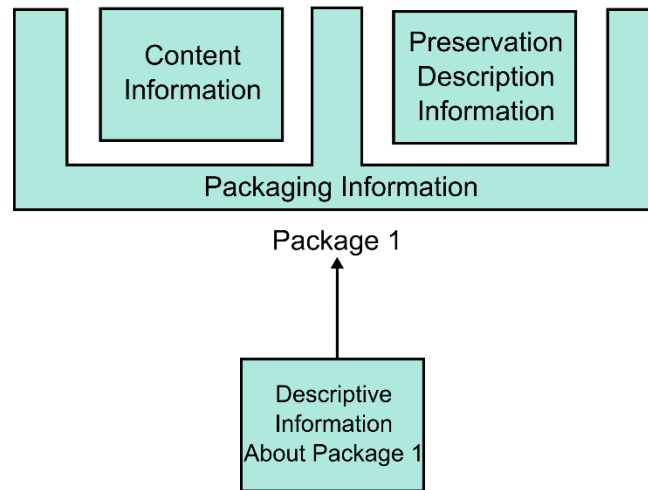 Content
Information
Preservation
Description
Information
Packaging Information
Package 1
Descriptive
Information
About Package 1